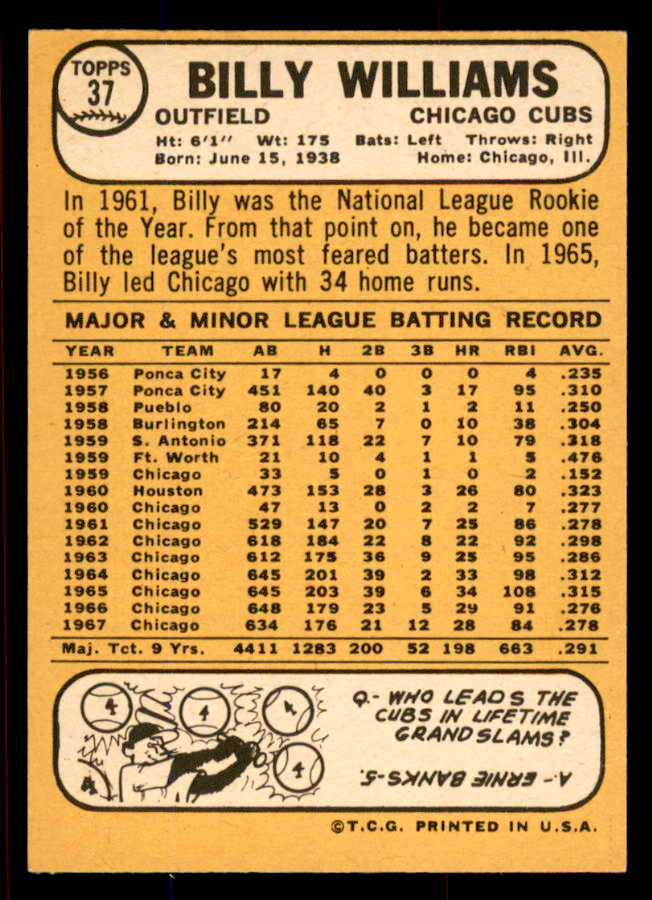 TOPPS
37
BILLY WILLIAMS
OUTFIELD CHICAGO CUBS
Ht: 6'1" Wt: 175 Bats: Left Throws: Right
Born: June 15, 1938 Home: Chicago, Ill.
In 1961, Billy was the National League Rookie
of the Year. From that point on, he became one
of the league's most feared batters. In 1965,
Billy led Chicago with 34 home runs.
MAJOR & MINOR LEAGUE BATTING RECORD
YEAR TEAM AB H 2B 3B HR RBI AVG.
1956 Ponca City 17 4 0 0 0 4 .235
1957 Ponca City 451 140 40 3 17 95 .310
1958 Pueblo 80 20 2 1 2 11 .250
1958 Burlington 214 65 7 0 10 38 .304
1959 S. Antonio 371 118 22 7 10 79 .318
1959 Ft. Worth 21 10 4 1 1 5 .476
1959 Chicago 33 5 0 1 0 2 .152
1960 Houston 473 153 28 3 26 80 .323
1960 Chicago 47 13 0 2 2 7 .277
1961 Chicago 529 147 20 7 25 86 .278
1962 Chicago 618 184 22 8 22 92 .298
1963 Chicago 612 175 36 9 25 95 .286
1964 Chicago 645 201 39 2 33 98 .312
1965 Chicago 645 203 39 6 34 108 .315
1966 Chicago 648 179 23 5 29 91 .276
1967 Chicago 634 176 21 12 28 84 .278
Maj. Tct. 9 Yrs. 4411 1283 200 52 198 663 .291
4 4 4
4 4
Q.- WHO LEADS THE
CUBS IN LIFETIME
GRAND SLAMS?
A.- ERNIE BANKS-5.
©T.C.G. PRINTED IN U.S.A.